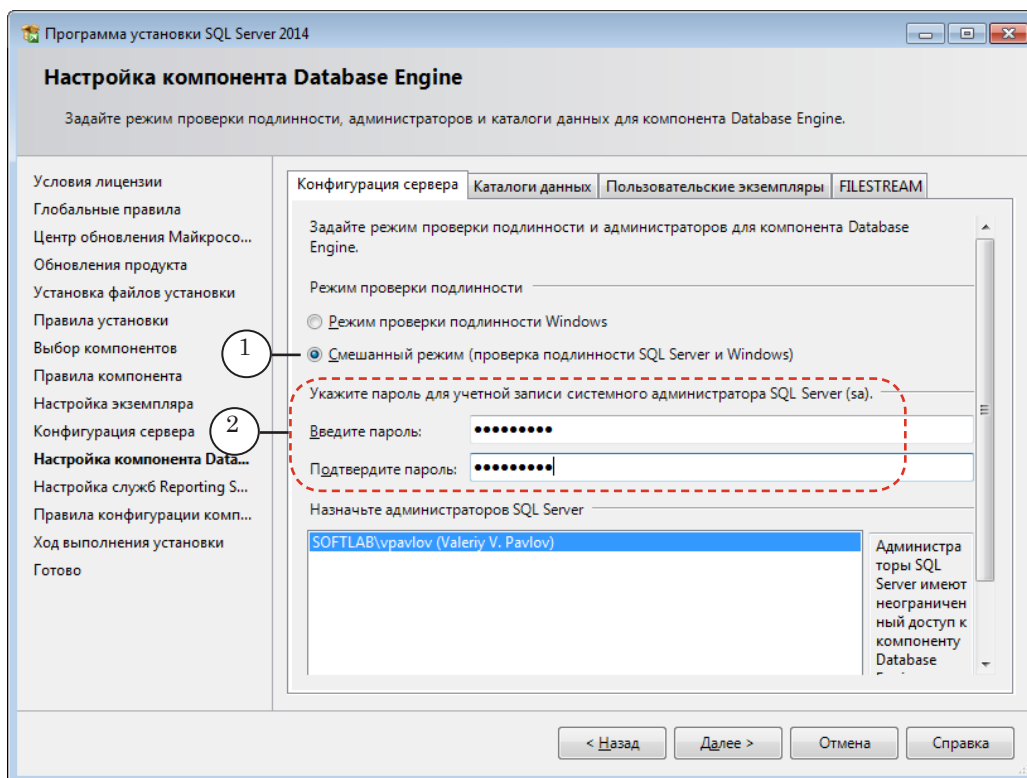 Программа установки SQL Server 2014
Настройка компонента Database Engine
Задайте режим проверки подлинности, администраторов и каталоги данных для компонента Database Engine.
Условия лицензии
Глобальные правила
Центр обновления Майкросо...
Обновления продукта
Установка файлов установки
Правила установки
Выбор компонентов
Правила компонента
Настройка экземпляра
Конфигурация сервера
Настройка компонента Data...
Настройка служб Reporting S...
Правила конфигурации комп...
Ход выполнения установки
Готово
Конфигурация сервера
Каталоги данных
Пользовательские экземпляры
FILESTREAM
Задайте режим проверки подлинности и администраторов для компонента Database
Engine.
Режим проверки подлинности
Режим проверки подлинности Windows
1
Смешанный режим (проверка подлинности SQL Server и Windows)
Укажите пароль для учетной записи системного администратора SQL Server (sa).
2
Введите пароль: ●●●●●●●●●
Подтвердите пароль: ●●●●●●●●●
Назначьте администраторов SQL Server
SOFTLAB\vpavlov (Valeriy V. Pavlov)
Администра
торы SQL
Server имеют
неограничен
ный доступ к
компоненту
Database
< Назад
Далее >
Отмена
Справка